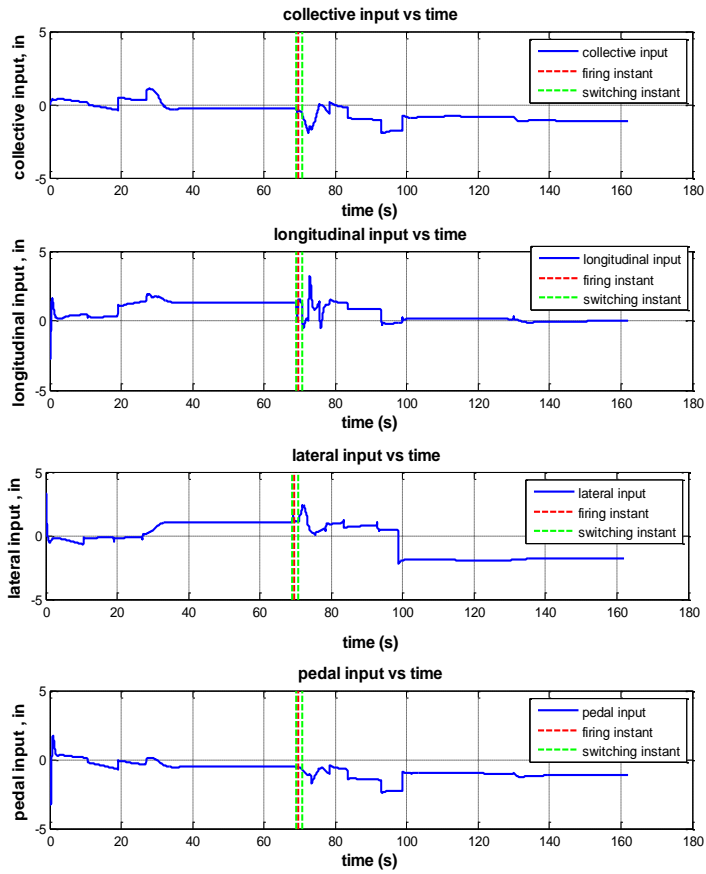 collective input vs time
collective input, in
5
0
-5
collective input
firing instant
switching instant
0 20 40 60 80 100 120 140 160 180
time (s)
longitudinal input vs time
longitudinal input , in
5
0
-5
longitudinal input
firing instant
switching instant
0 20 40 60 80 100 120 140 160 180
time (s)
lateral input vs time
lateral input , in
5
0
-5
lateral input
firing instant
switching instant
0 20 40 60 80 100 120 140 160 180
time (s)
pedal input vs time
pedal input , in
5
0
-5
pedal input
firing instant
switching instant
0 20 40 60 80 100 120 140 160 180
time (s)